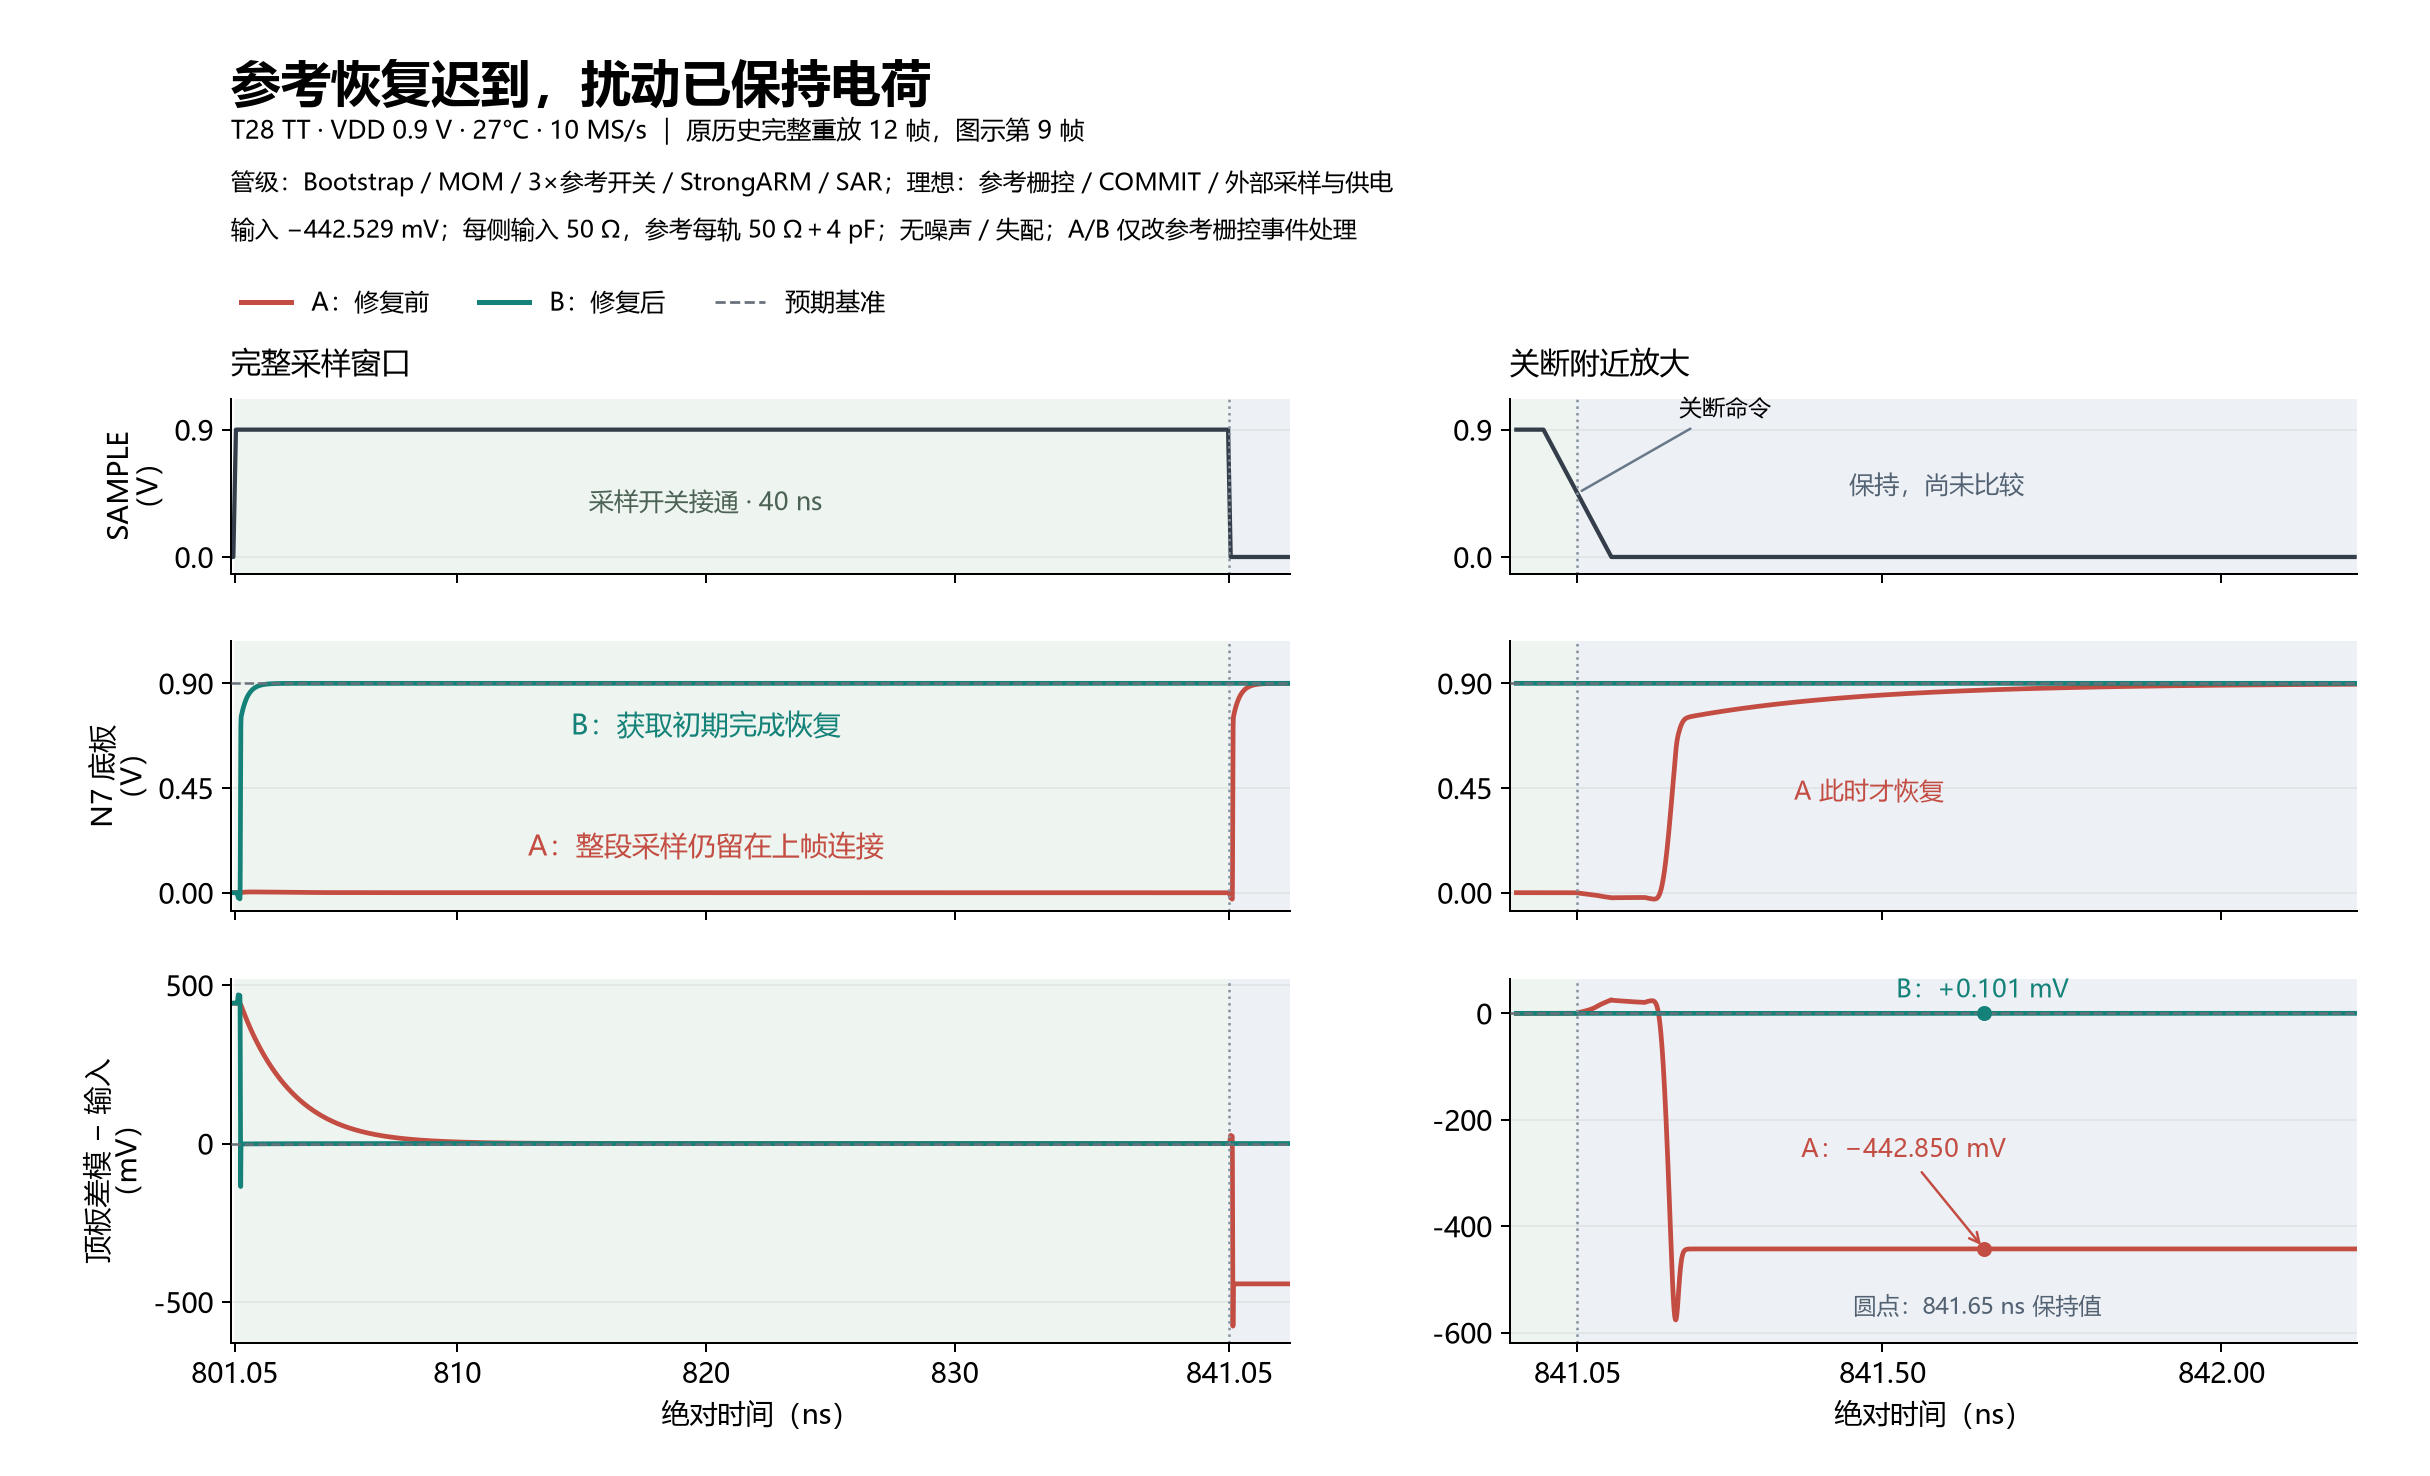 参考恢复迟到，扰动已保持电荷
T28 TT · VDD 0.9 V · 27°C · 10 MS/s ｜ 原历史完整重放 12 帧，图示第 9 帧
管级：Bootstrap / MOM / 3×参考开关 / StrongARM / SAR；理想：参考栅控 / COMMIT / 外部采样与供电
输入 −442.529 mV；每侧输入 50 Ω，参考每轨 50 Ω + 4 pF；无噪声 / 失配；A/B 仅改参考栅控事件处理
A：修复前
B：修复后
预期基准
完整采样窗口
SAMPLE
(V)
0.9
0.0
采样开关接通 · 40 ns
N7 底板
(V)
0.90
0.45
0.00
B：获取初期完成恢复
A：整段采样仍留在上帧连接
顶板差模 − 输入
(mV)
500
0
-500
801.05
810
820
830
841.05
绝对时间（ns）
关断附近放大
0.9
0.0
关断命令
保持，尚未比较
0.90
0.45
0.00
A 此时才恢复
0
-200
-400
-600
B：+0.101 mV
A：−442.850 mV
圆点：841.65 ns 保持值
841.05
841.50
842.00
绝对时间（ns）